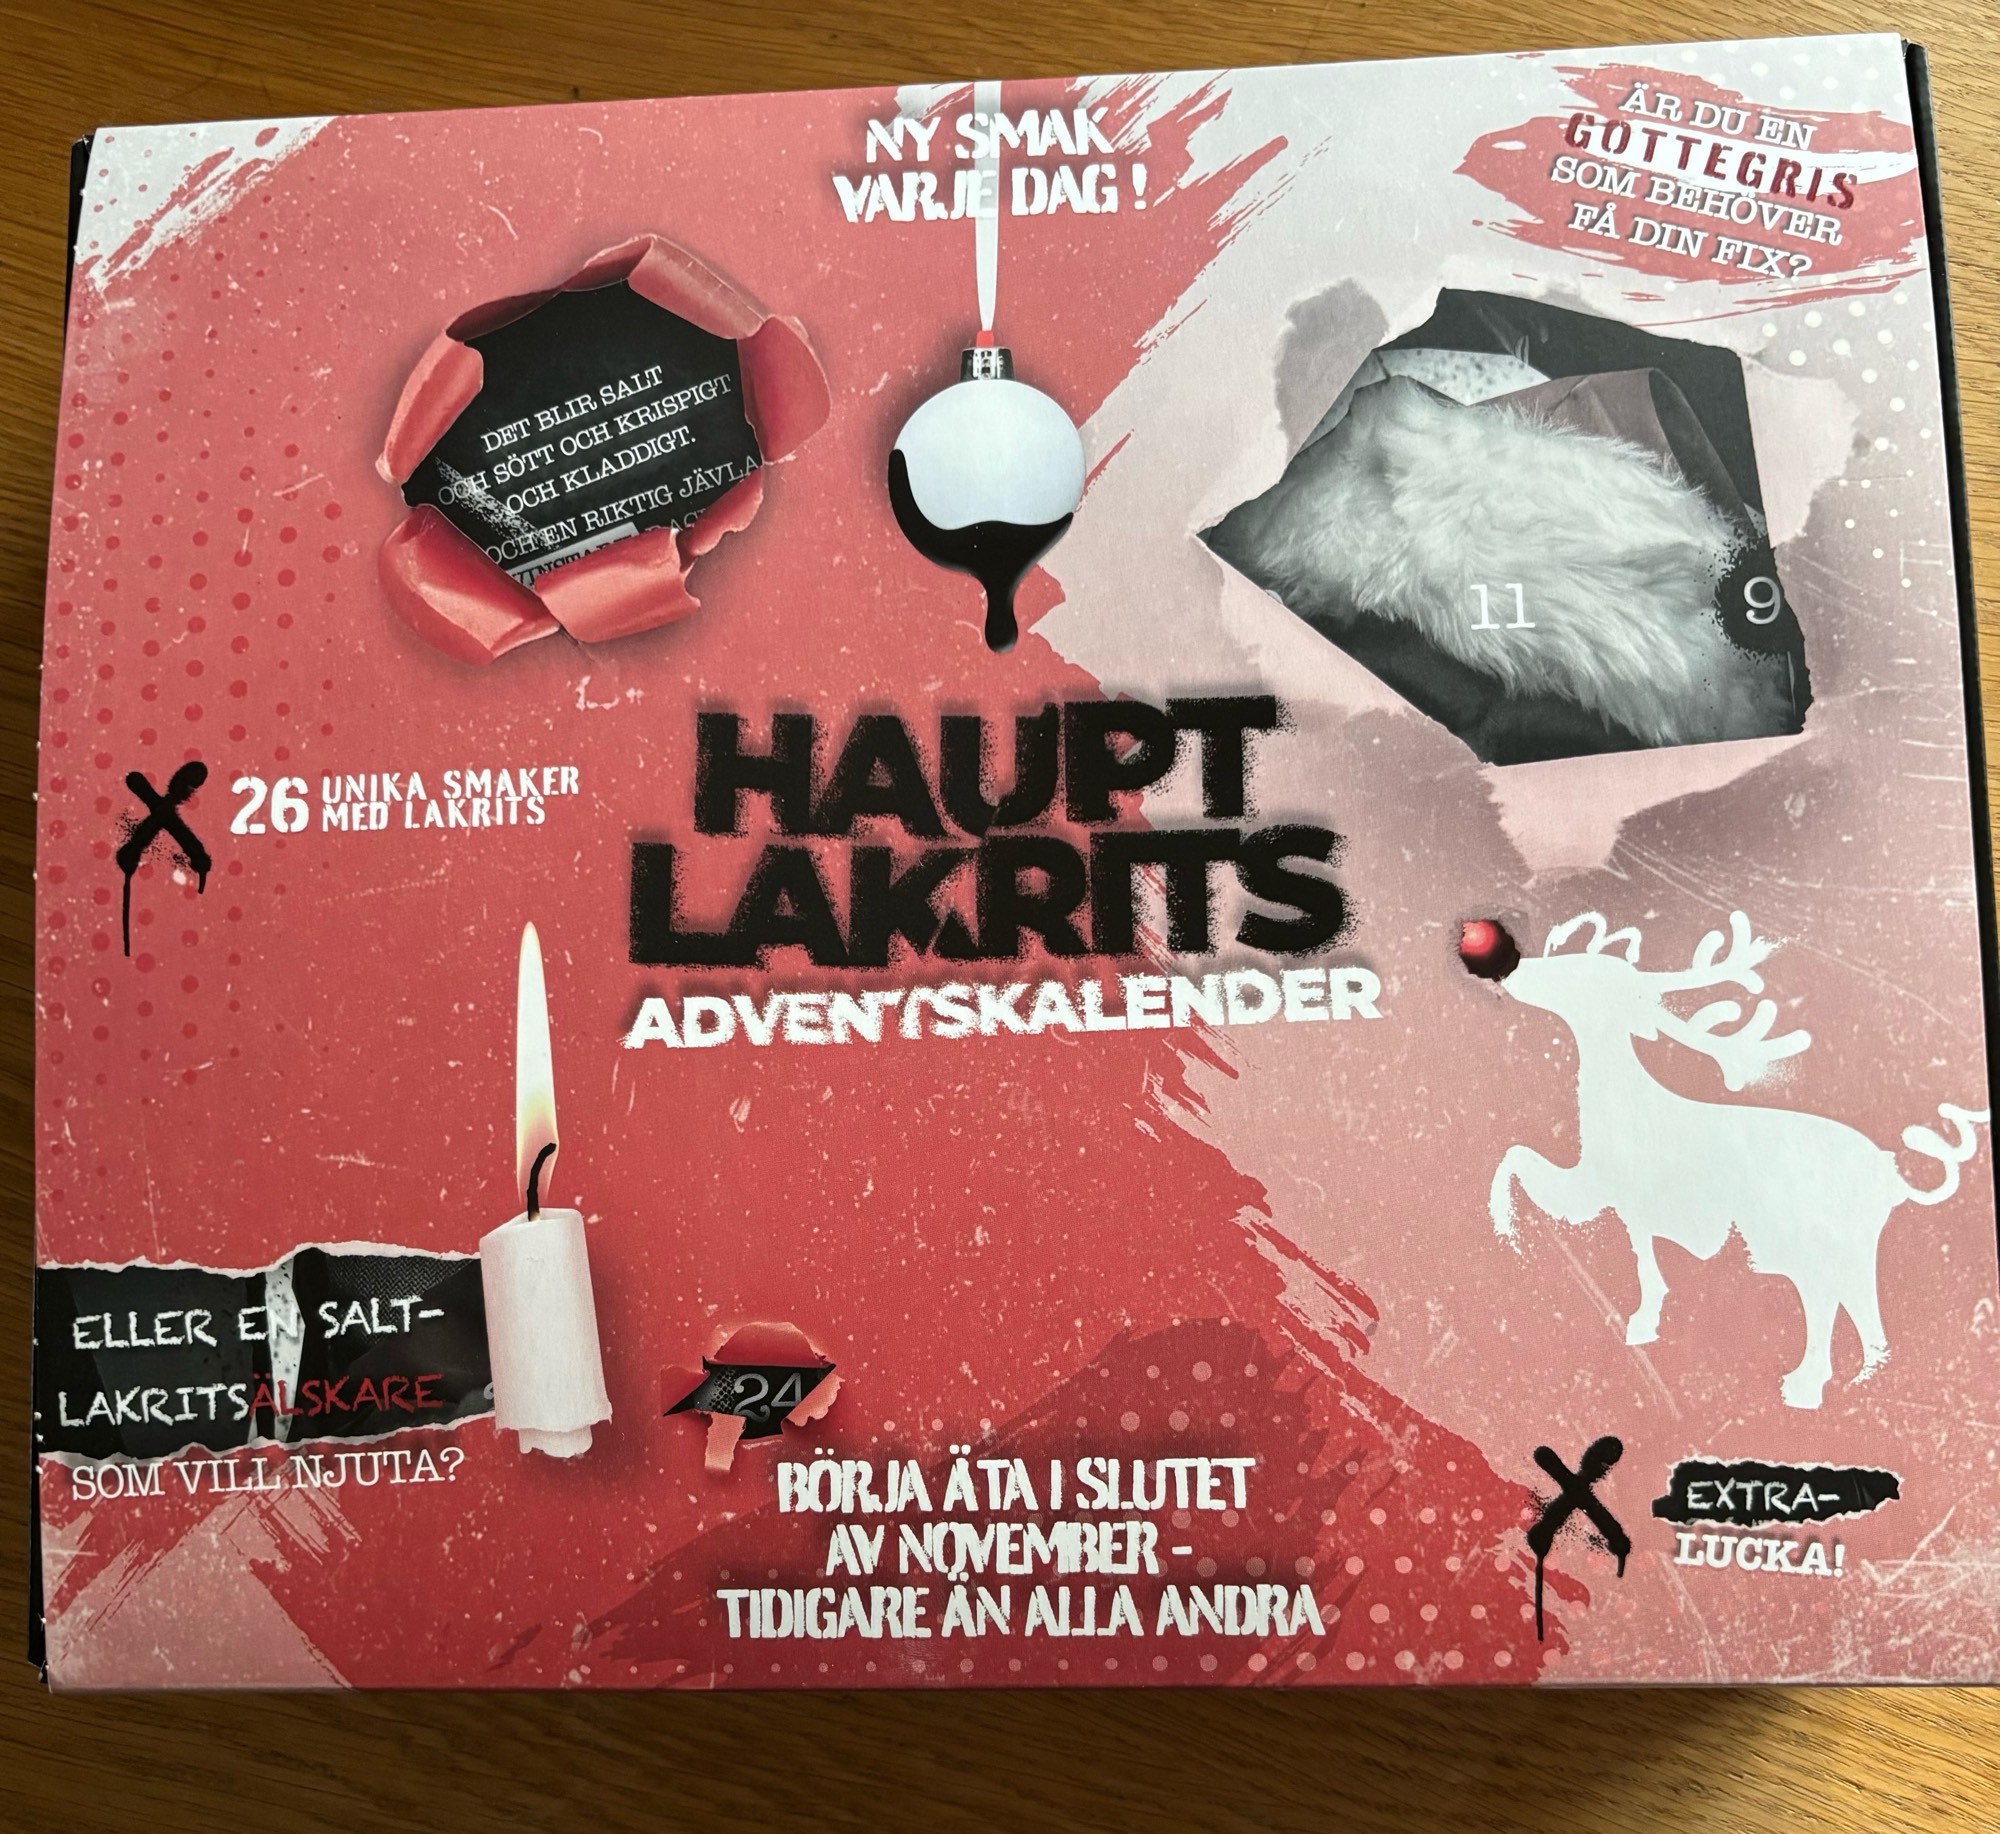 NY SMAK
VARJE DAG!
ÄR DU EN
GOTTEGRIS
SOM BEHÖVER
FÅ DIN FIX?
DET BLIR SALT
OCH SÖTT OCH KRISPIGT
OCH KLADDIGT.
OCH EN RIKTIG JÄVLA
11
9
HAUPT
LAKRITS
ADVENTSKALENDER
26 UNIKA SMAKER
MED LAKRITS
ELLER EN SALT-
LAKRITSÄLSKARE
SOM VILL NJUTA?
24
BÖRJA ÄTA I SLUTET
AV NOVEMBER -
TIDIGARE ÄN ALLA ANDRA
EXTRA-
LUCKA!